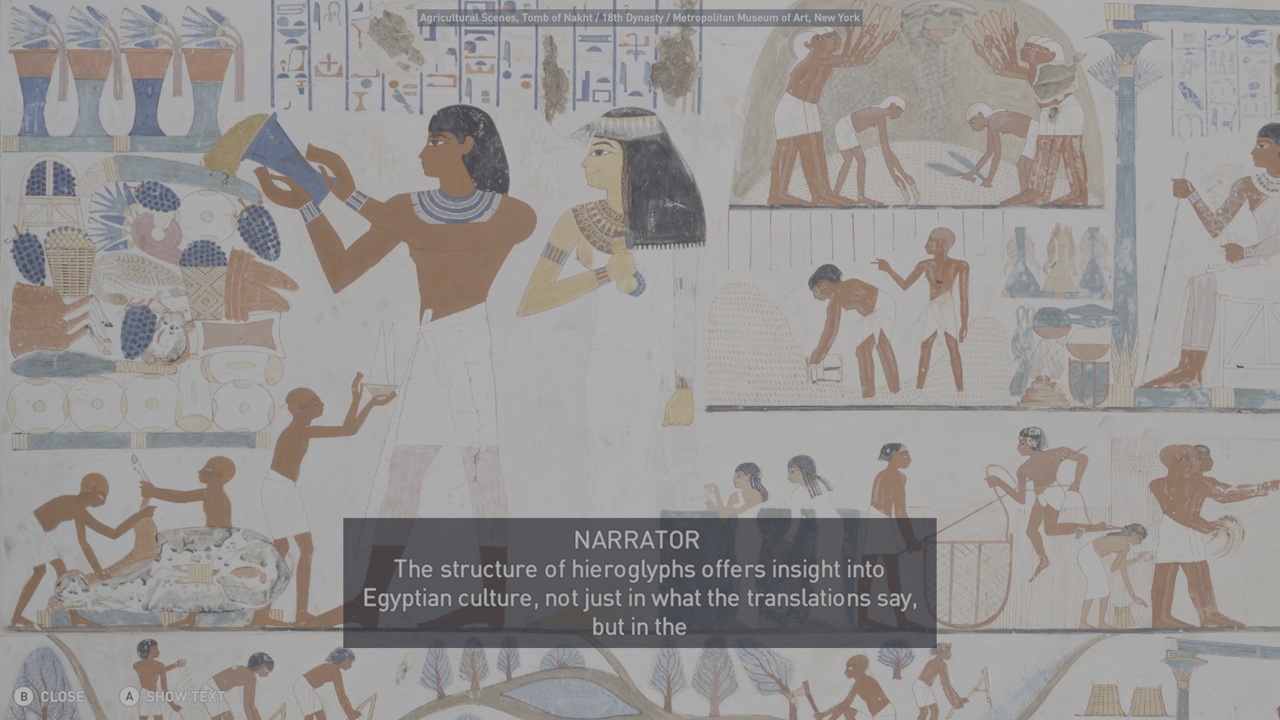 Agricultural Scenes, Tomb of Nakht / 18th Dynasty / Metropolitan Museum of Art, New York
NARRATOR
The structure of hieroglyphs offers insight into
Egyptian culture, not just in what the translations say,
but in the
B CLOSE
A SHOW TEXT